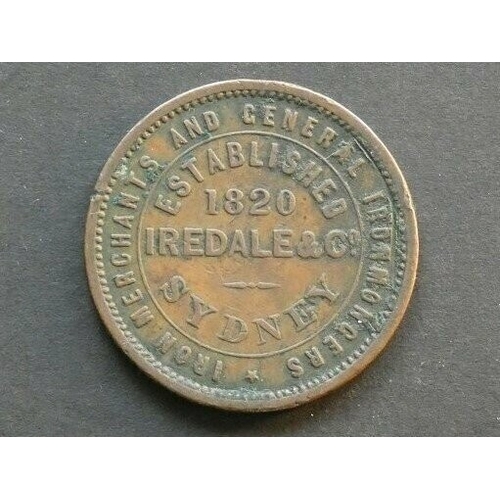 IRON MERCHANTS AND GENERAL IRONMONGERS
ESTABLISHED
1820
IREDALE & Co.
SYDNEY